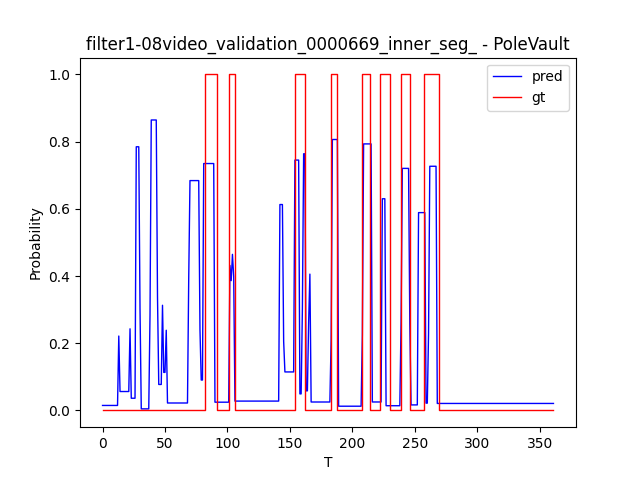 filter1-08video_validation_0000669_inner_seg_ - PoleVault
pred
gt
1.0
0.8
0.6
0.4
0.2
0.0
Probability
0 50 100 150 200 250 300 350
T